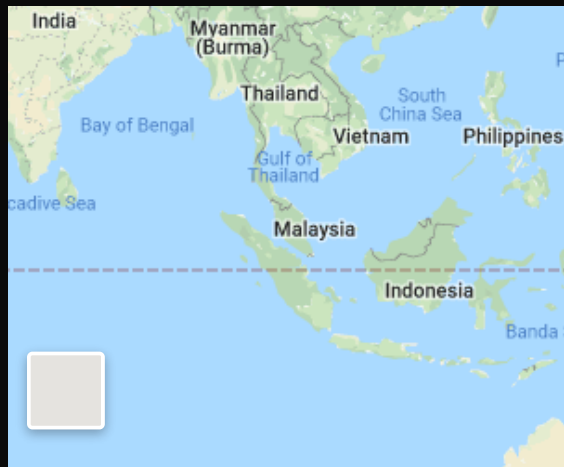 India
Myanmar
(Burma)
Thailand
South
China Sea
Bay of Bengal
Vietnam
Philippines
Gulf of
Thailand
cadive Sea
Malaysia
Indonesia
Banda